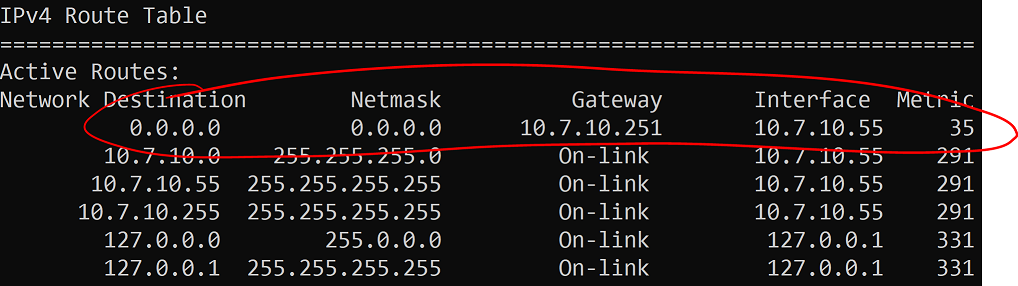 IPv4 Route Table
===========================================================================
Active Routes:
Network Destination        Netmask          Gateway       Interface  Metric
          0.0.0.0          0.0.0.0      10.7.10.251       10.7.10.55     35
        10.7.10.0    255.255.255.0         On-link        10.7.10.55    291
       10.7.10.55  255.255.255.255         On-link        10.7.10.55    291
      10.7.10.255  255.255.255.255         On-link        10.7.10.55    291
        127.0.0.0        255.0.0.0         On-link         127.0.0.1    331
        127.0.0.1  255.255.255.255         On-link         127.0.0.1    331